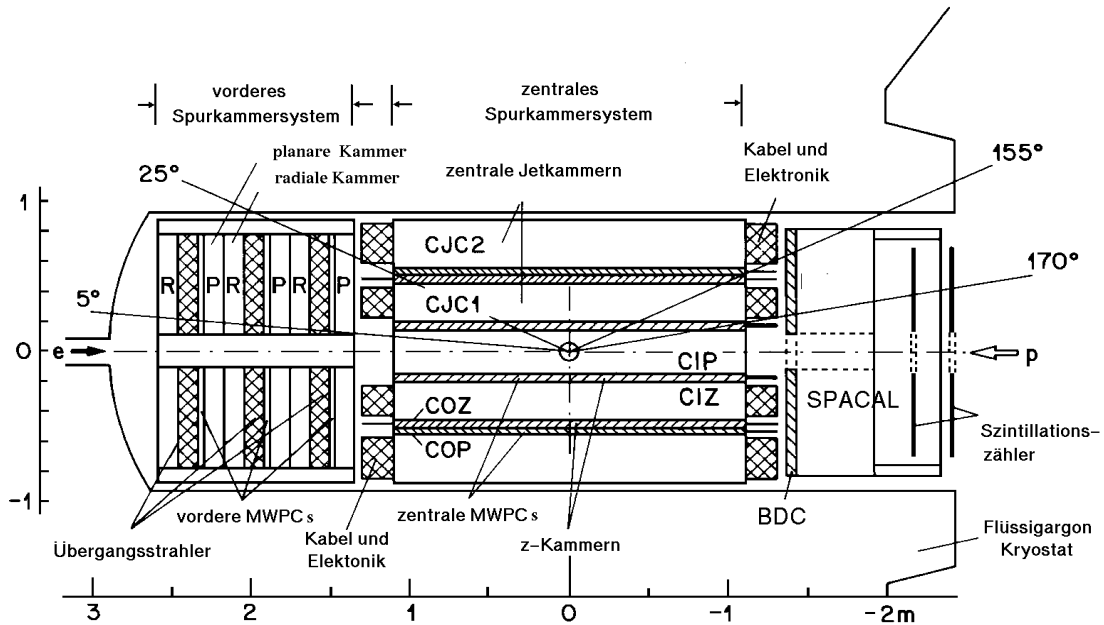 vorderes
Spurkammersystem
zentrales
Spurkammersystem
planare Kammer
radiale Kammer
zentrale Jetkammern
Kabel und
Elektronik
25°
155°
5°
170°
1
0
-1
CJC2
CJC1
R P R P R P
e
p
CIP
CIZ
COZ
COP
SPACAL
Szintillations-
zähler
BDC
Übergangsstrahler
vordere MWPCs
Kabel und
Elektonik
zentrale MWPCs
z-Kammern
Flüssigargon
Kryostat
3 2 1 0 -1 -2m